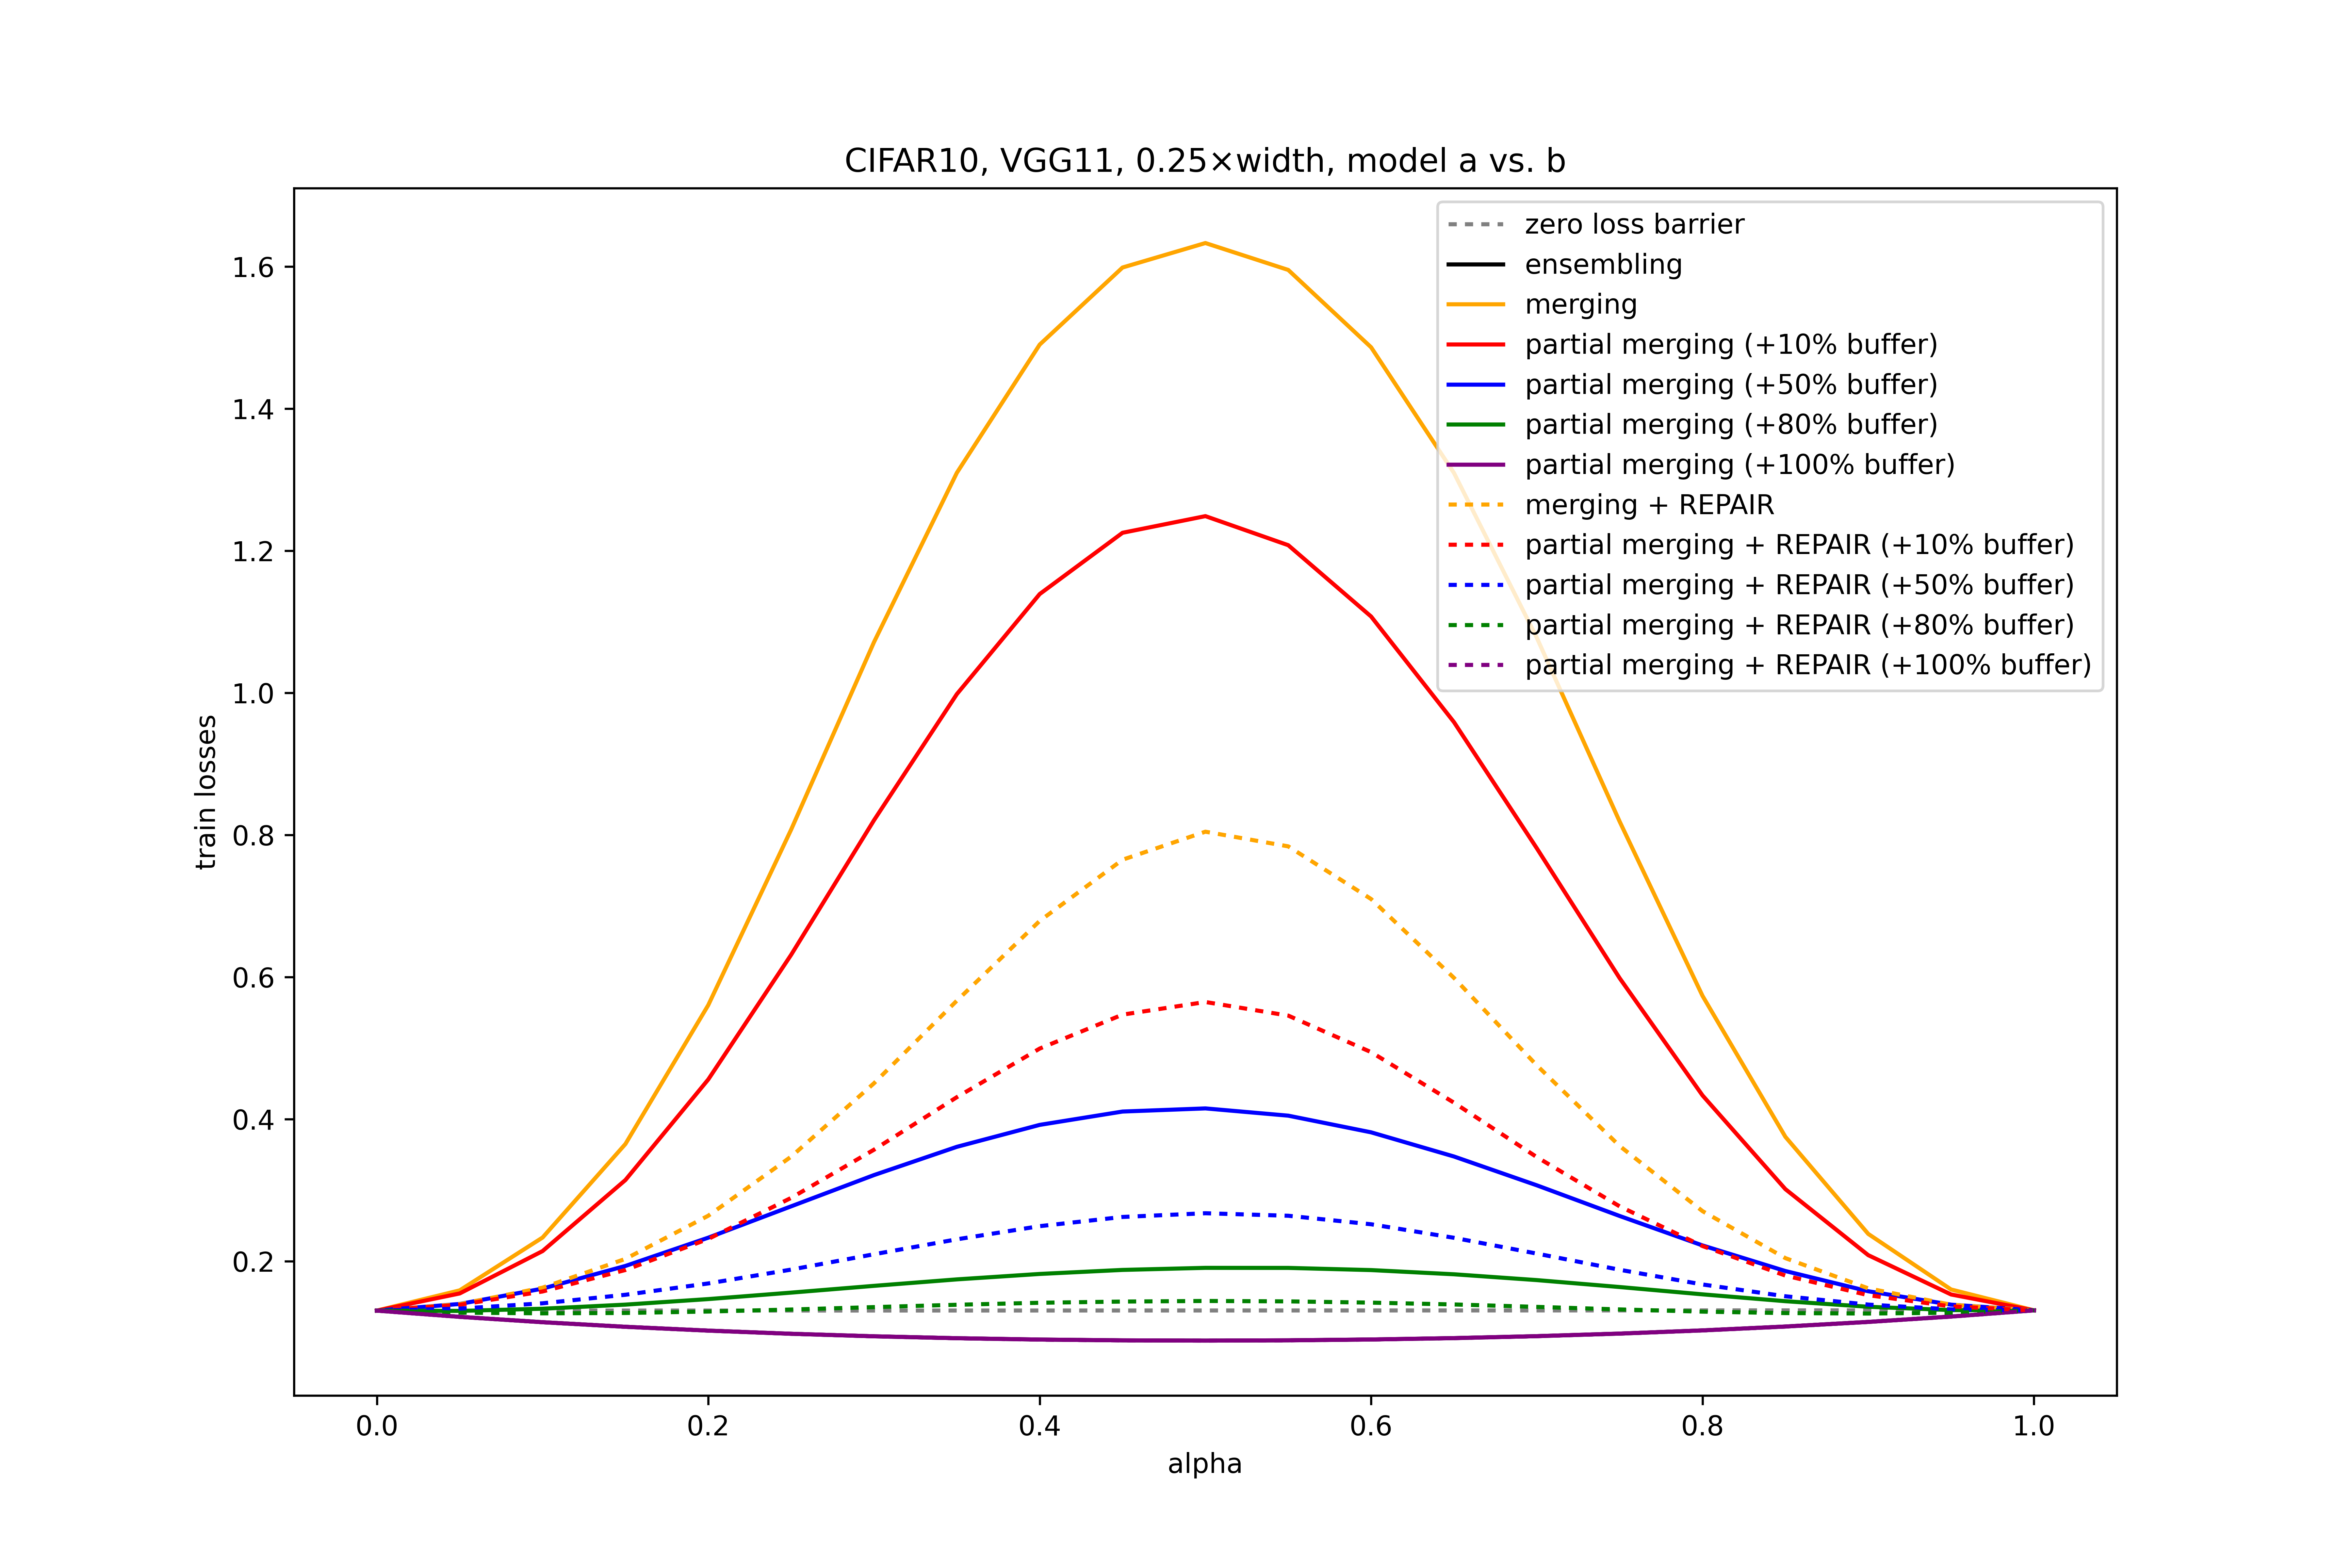 CIFAR10, VGG11, 0.25×width, model a vs. b
zero loss barrier
ensembling
merging
partial merging (+10% buffer)
partial merging (+50% buffer)
partial merging (+80% buffer)
partial merging (+100% buffer)
merging + REPAIR
partial merging + REPAIR (+10% buffer)
partial merging + REPAIR (+50% buffer)
partial merging + REPAIR (+80% buffer)
partial merging + REPAIR (+100% buffer)
train losses
1.6
1.4
1.2
1.0
0.8
0.6
0.4
0.2
0.0 0.2 0.4 0.6 0.8 1.0
alpha